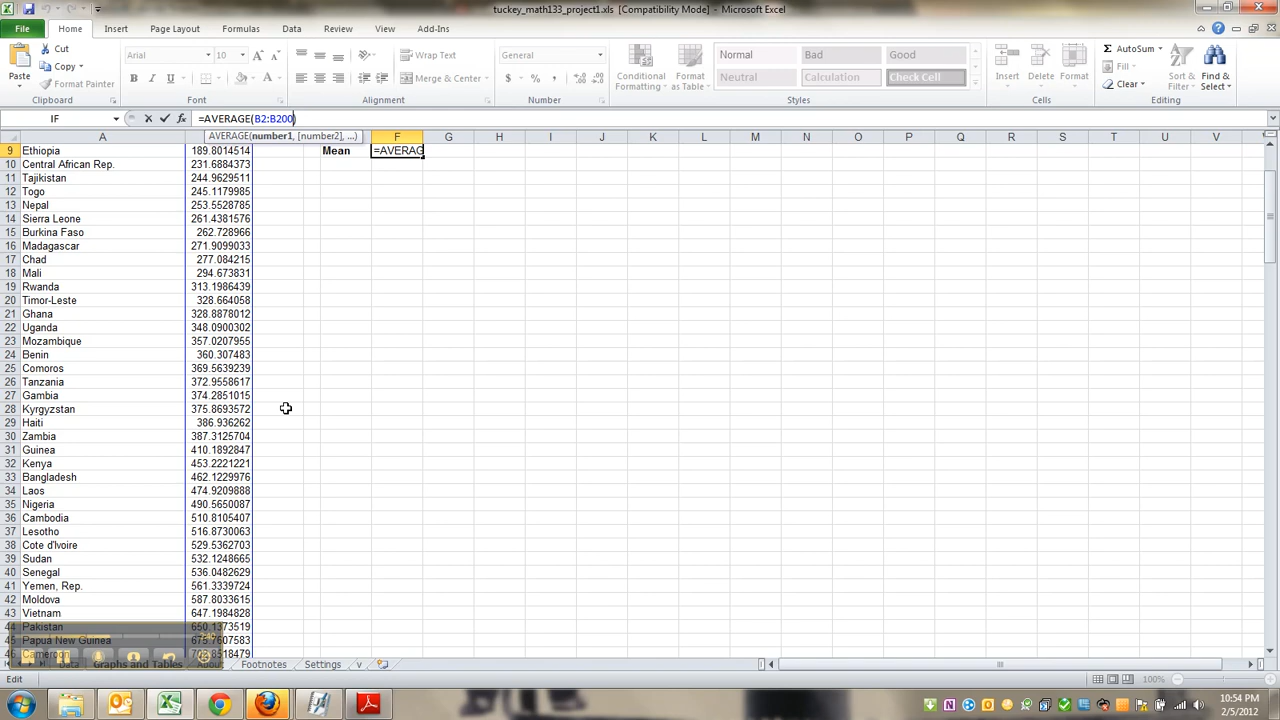 tuckey_math133_project1.xls [Compatibility Mode] - Microsoft Excel
File Home Insert Page Layout Formulas Data Review View Add-Ins
Cut Arial 10 Wrap Text General Normal Bad Good AutoSum
Copy Fill
Paste Format Painter Merge & Center Conditional Formatting Format as Table Neutral Calculation Check Cell Insert Delete Format Clear Sort & Filter Find & Select
Clipboard Font Alignment Number Styles Cells Editing
IF =AVERAGE(B2:B200)
AVERAGE(number1, [number2], ...)
A F G H I J K L M N O P Q R S T U V
9 Ethiopia 189.8014514 Mean =AVERAG
10 Central African Rep. 231.6884373
11 Tajikistan 244.9629511
12 Togo 245.1179985
13 Nepal 253.5528785
14 Sierra Leone 261.4381576
15 Burkina Faso 262.728966
16 Madagascar 271.9099033
17 Chad 277.084215
18 Mali 294.673831
19 Rwanda 313.1986439
20 Timor-Leste 328.664058
21 Ghana 328.8878012
22 Uganda 348.0900302
23 Mozambique 357.0207955
24 Benin 360.307483
25 Comoros 369.5639239
26 Tanzania 372.9558617
27 Gambia 374.2851015
28 Kyrgyzstan 375.8693572
29 Haiti 386.936262
30 Zambia 387.3125704
31 Guinea 410.1892847
32 Kenya 453.2221221
33 Bangladesh 462.1229976
34 Laos 474.9209888
35 Nigeria 490.5650087
36 Cambodia 510.8105407
37 Lesotho 516.8730063
38 Cote d'Ivoire 529.5362703
39 Sudan 532.1248665
40 Senegal 536.0482629
41 Yemen, Rep. 561.3339724
42 Moldova 587.8033615
43 Vietnam 647.1984828
44 Pakistan 650.1373519
45 Papua New Guinea
46 Cameroon
Data Graphs and Tables About Footnotes Settings v
Edit 100%
10:54 PM
2/5/2012